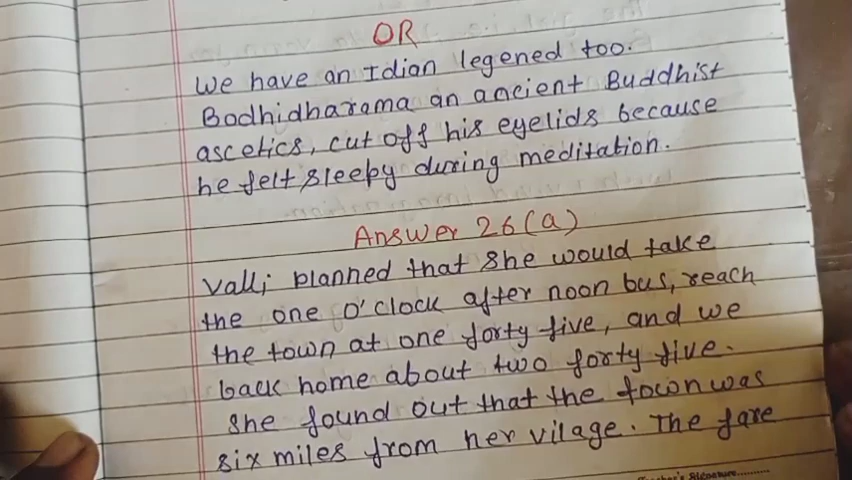 OR
We have an Idian legened too.
Bodhidharama an ancient Buddhist
ascetics, cut off his eyelids because
he felt sleepy during meditation.
Answer 26(a)
Valli planned that she would take
the one O'clock after noon bus, reach
the town at one forty five, and we
back home about two forty five.
She found out that the town was
six miles from her vilage. The fare
Signature..........